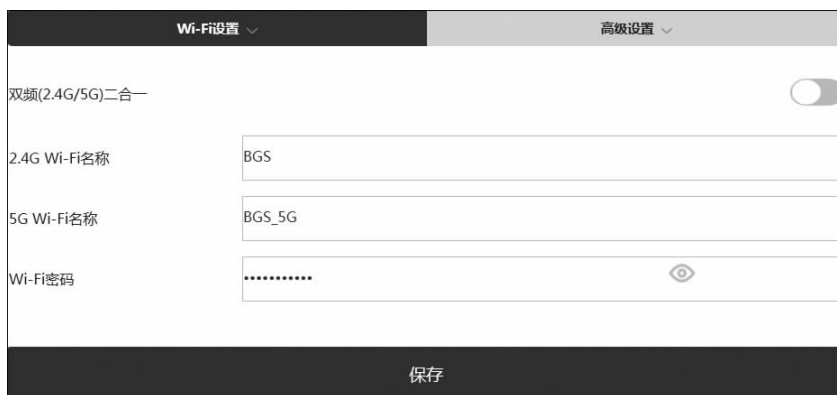 Wi-Fi设置 高级设置
双频(2.4G/5G)二合一
2.4G Wi-Fi名称 BGS
5G Wi-Fi名称 BGS_5G
Wi-Fi密码 •••••••••••
保存